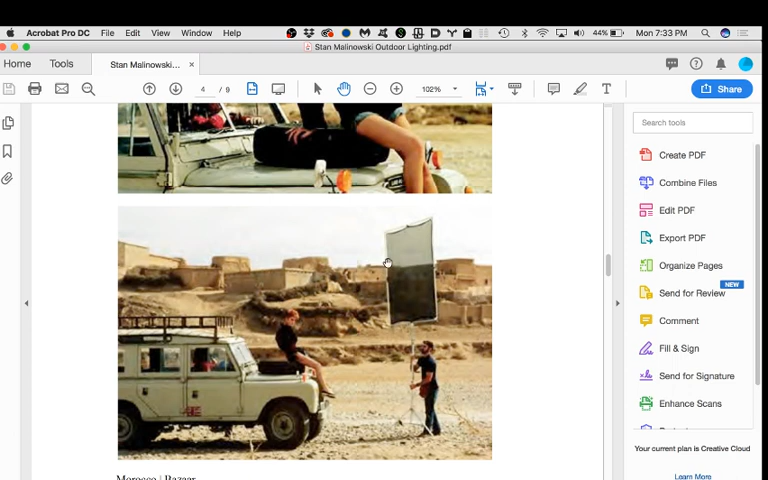 Acrobat Pro DC File Edit View Window Help 44% Mon 7:33 PM
Stan Malinowski Outdoor Lighting.pdf
Home Tools Stan Malinowski... ×
4 / 9 102% Share
Search tools
Create PDF
Combine Files
Edit PDF
Export PDF
Organize Pages
NEW
Send for Review
Comment
Fill & Sign
Send for Signature
Enhance Scans
Your current plan is Creative Cloud
Learn More
Morocco | Bazaar